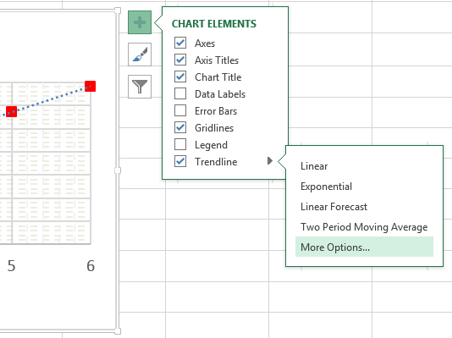 CHART ELEMENTS
Axes
Axis Titles
Chart Title
Data Labels
Error Bars
Gridlines
Legend
Trendline
Linear
Exponential
Linear Forecast
Two Period Moving Average
More Options...
5 6